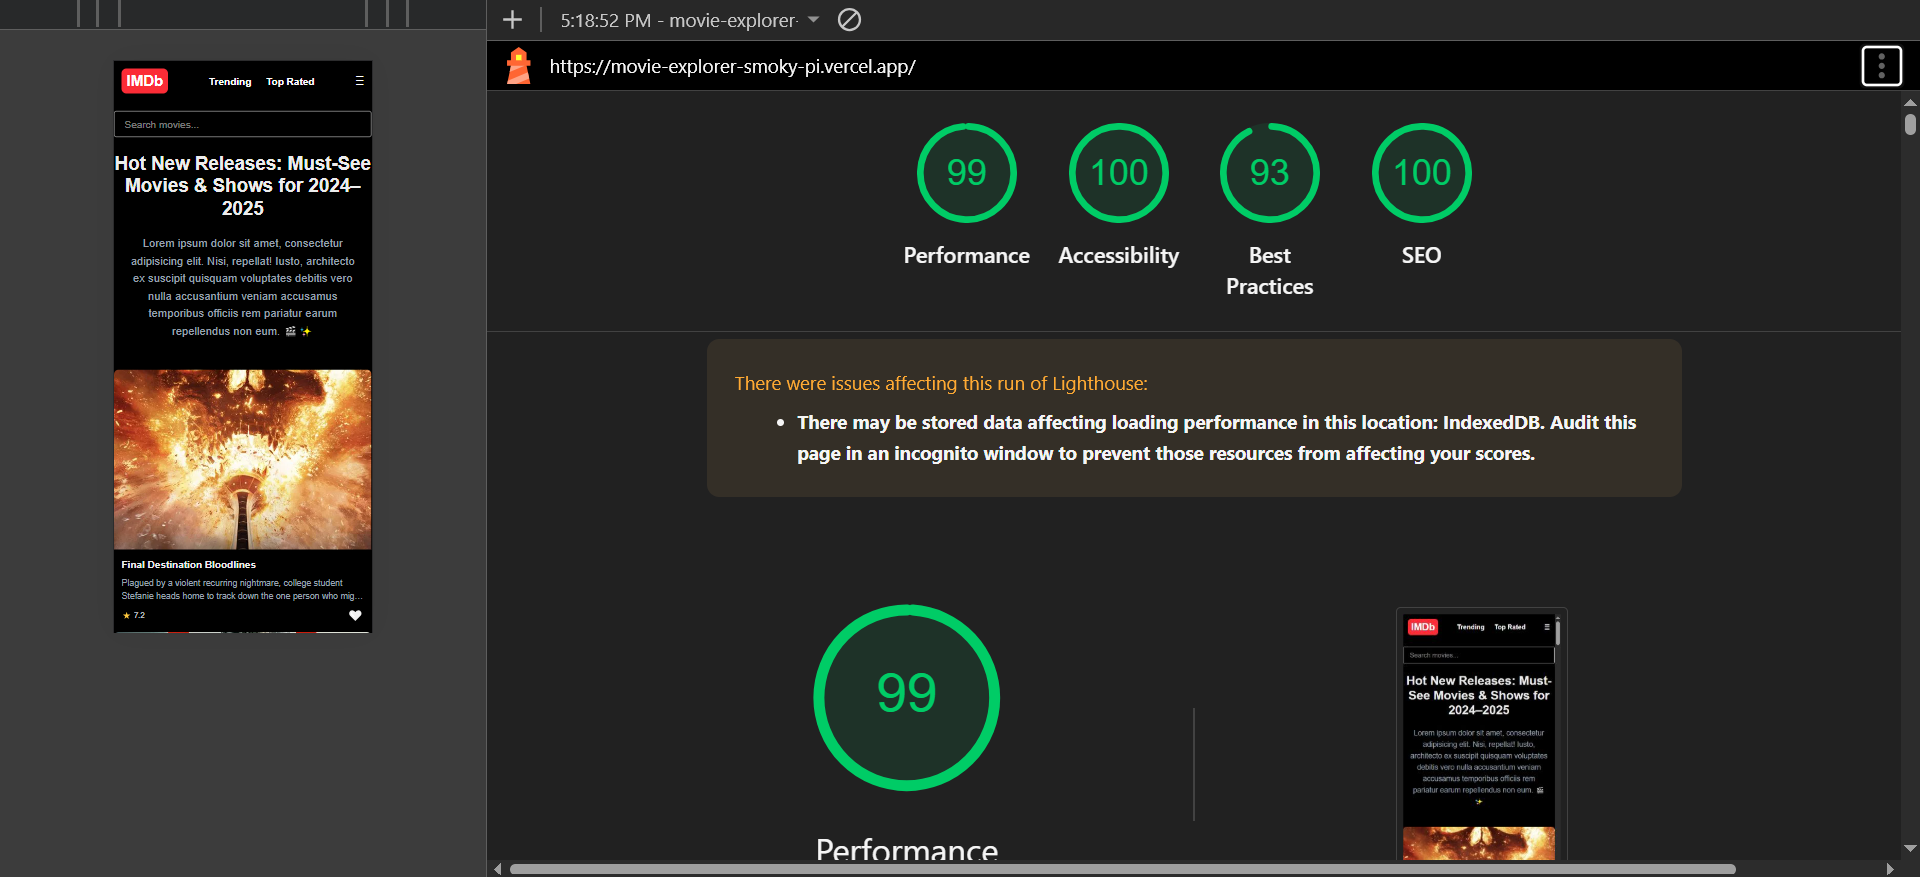 5:18:52 PM - movie-explorer-
https://movie-explorer-smoky-pi.vercel.app/
IMDb
Trending
Top Rated
☰
Search movies...
Hot New Releases: Must-See
Movies & Shows for 2024–
2025
Lorem ipsum dolor sit amet, consectetur
adipisicing elit. Nisi, repellat! Iusto, architecto
ex suscipit quisquam voluptates debitis vero
nulla accusantium veniam accusamus
temporibus officiis rem pariatur earum
repellendus non eum. 🎬 ✨
Final Destination Bloodlines
Plagued by a violent recurring nightmare, college student
Stefanie heads home to track down the one person who mig...
★ 7.2
99
100
93
100
Performance
Accessibility
Best
Practices
SEO
There were issues affecting this run of Lighthouse:
• There may be stored data affecting loading performance in this location: IndexedDB. Audit this
page in an incognito window to prevent those resources from affecting your scores.
99
Performance
IMDb
Trending
Top Rated
☰
Search movies...
Hot New Releases: Must-
See Movies & Shows for
2024–2025
Lorem ipsum dolor sit amet, consectetur
adipisicing elit. Nisi, repellat! Iusto,
architecto ex suscipit quisquam voluptates
debitis vero nulla accusantium veniam
accusamus temporibus officiis rem
pariatur earum repellendus non eum. 🎬
✨